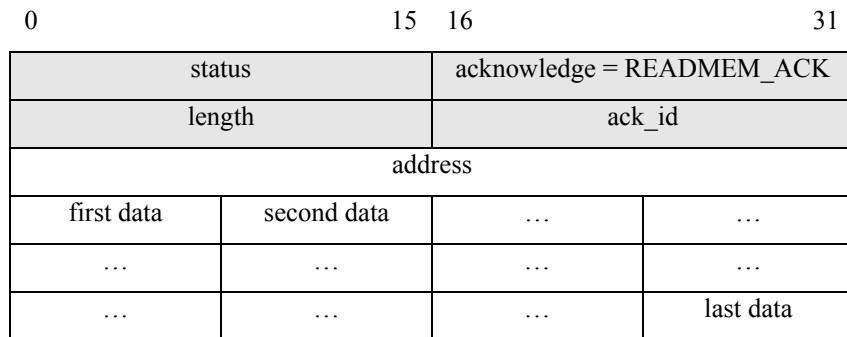 0 15 16 31
status acknowledge = READMEM_ACK
length ack_id
address
first data second data … …
… … … …
… … … last data